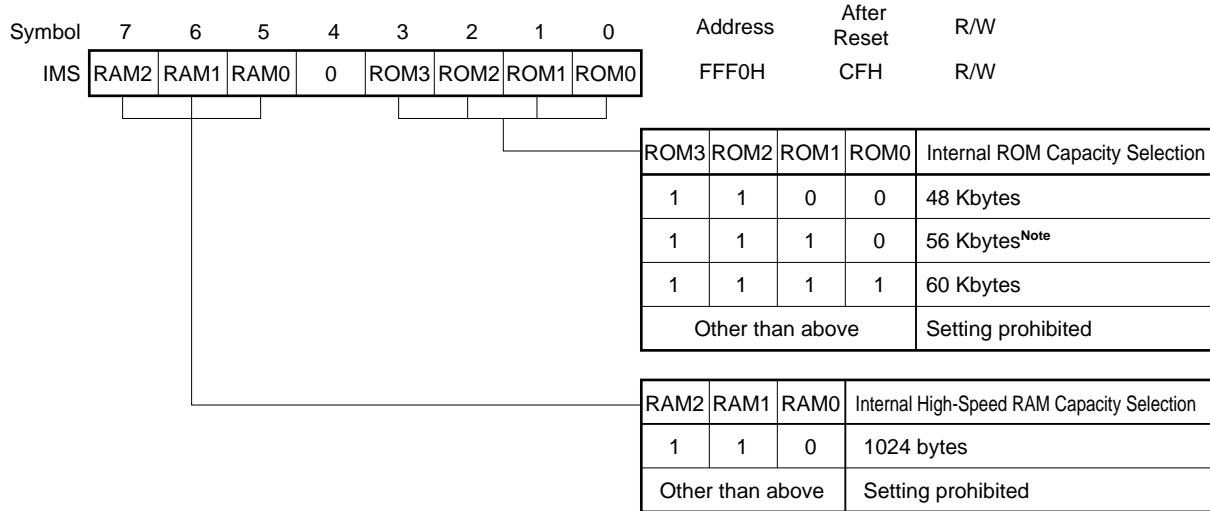 Symbol 7 6 5 4 3 2 1 0 Address After Reset R/W
IMS RAM2 RAM1 RAM0 0 ROM3 ROM2 ROM1 ROM0 FFF0H CFH R/W
ROM3 ROM2 ROM1 ROM0 Internal ROM Capacity Selection
1 1 0 0 48 Kbytes
1 1 1 0 56 KbytesNote
1 1 1 1 60 Kbytes
Other than above Setting prohibited
RAM2 RAM1 RAM0 Internal High-Speed RAM Capacity Selection
1 1 0 1024 bytes
Other than above Setting prohibited